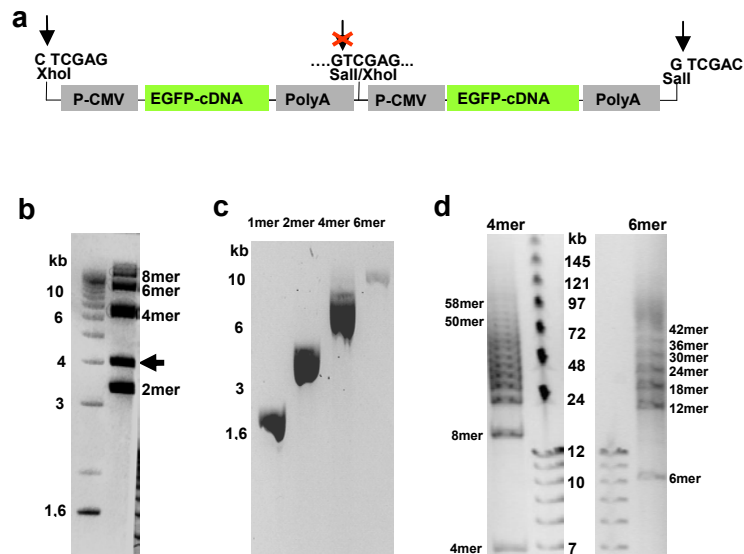 a
C TCGAG
XhoI
....GTCGAG...
SalI/XhoI
G TCGAC
SalI
P-CMV EGFP-cDNA PolyA P-CMV EGFP-cDNA PolyA
b
kb
10
6
4
3
1.6
8mer
6mer
4mer
2mer
c
1mer 2mer 4mer 6mer
kb
10
6
3
1.6
d
4mer
kb
6mer
145
121
97
72
48
24
12
10
7
58mer
50mer
8mer
4mer
42mer
36mer
30mer
24mer
18mer
12mer
6mer